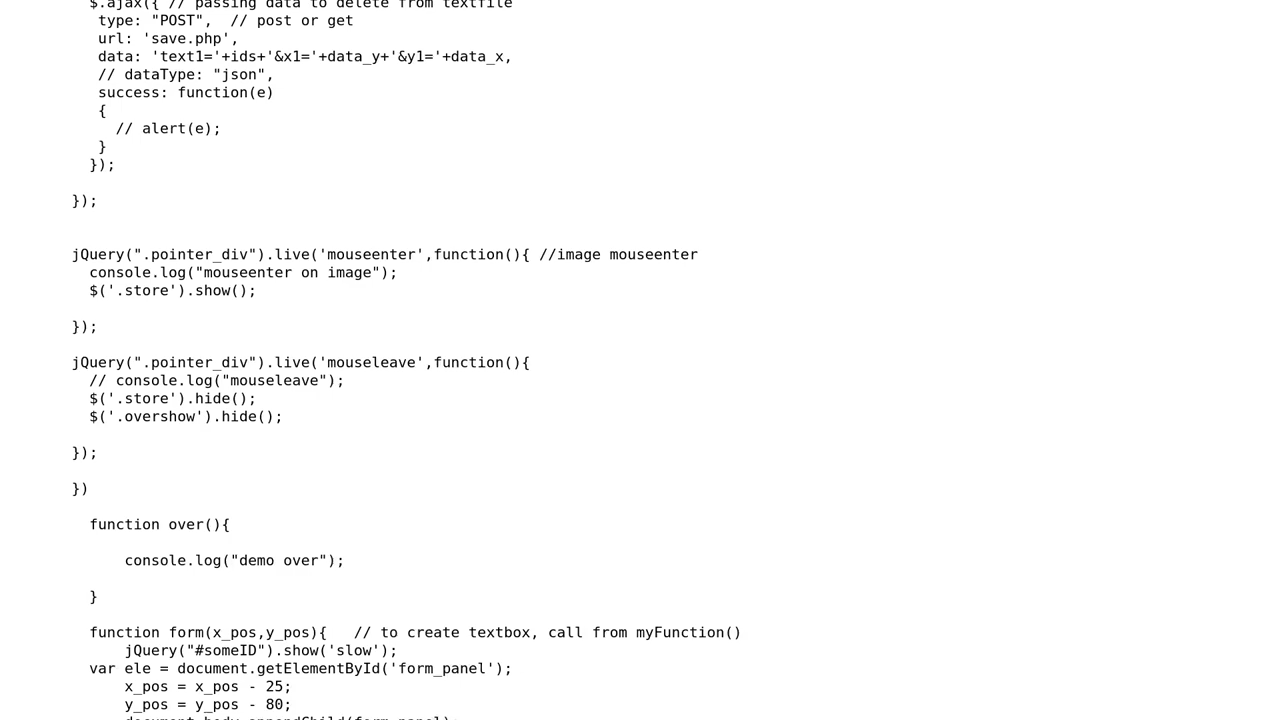 $.ajax({ // passing data to delete from textfile
type: "POST",  // post or get
url: 'save.php',
data: 'text1='+ids+'&x1='+data_y+'&y1='+data_x,
// dataType: "json",
success: function(e)
{
// alert(e);
}
});
});
jQuery(".pointer_div").live('mouseenter',function(){ //image mouseenter
console.log("mouseenter on image");
$('.store').show();
});
jQuery(".pointer_div").live('mouseleave',function(){
// console.log("mouseleave");
$('.store').hide();
$('.overshow').hide();
});
})
function over(){
console.log("demo over");
}
function form(x_pos,y_pos){   // to create textbox, call from myFunction()
jQuery("#someID").show('slow');
var ele = document.getElementById('form_panel');
x_pos = x_pos - 25;
y_pos = y_pos - 80;
document.body.appendChild(form_panel);